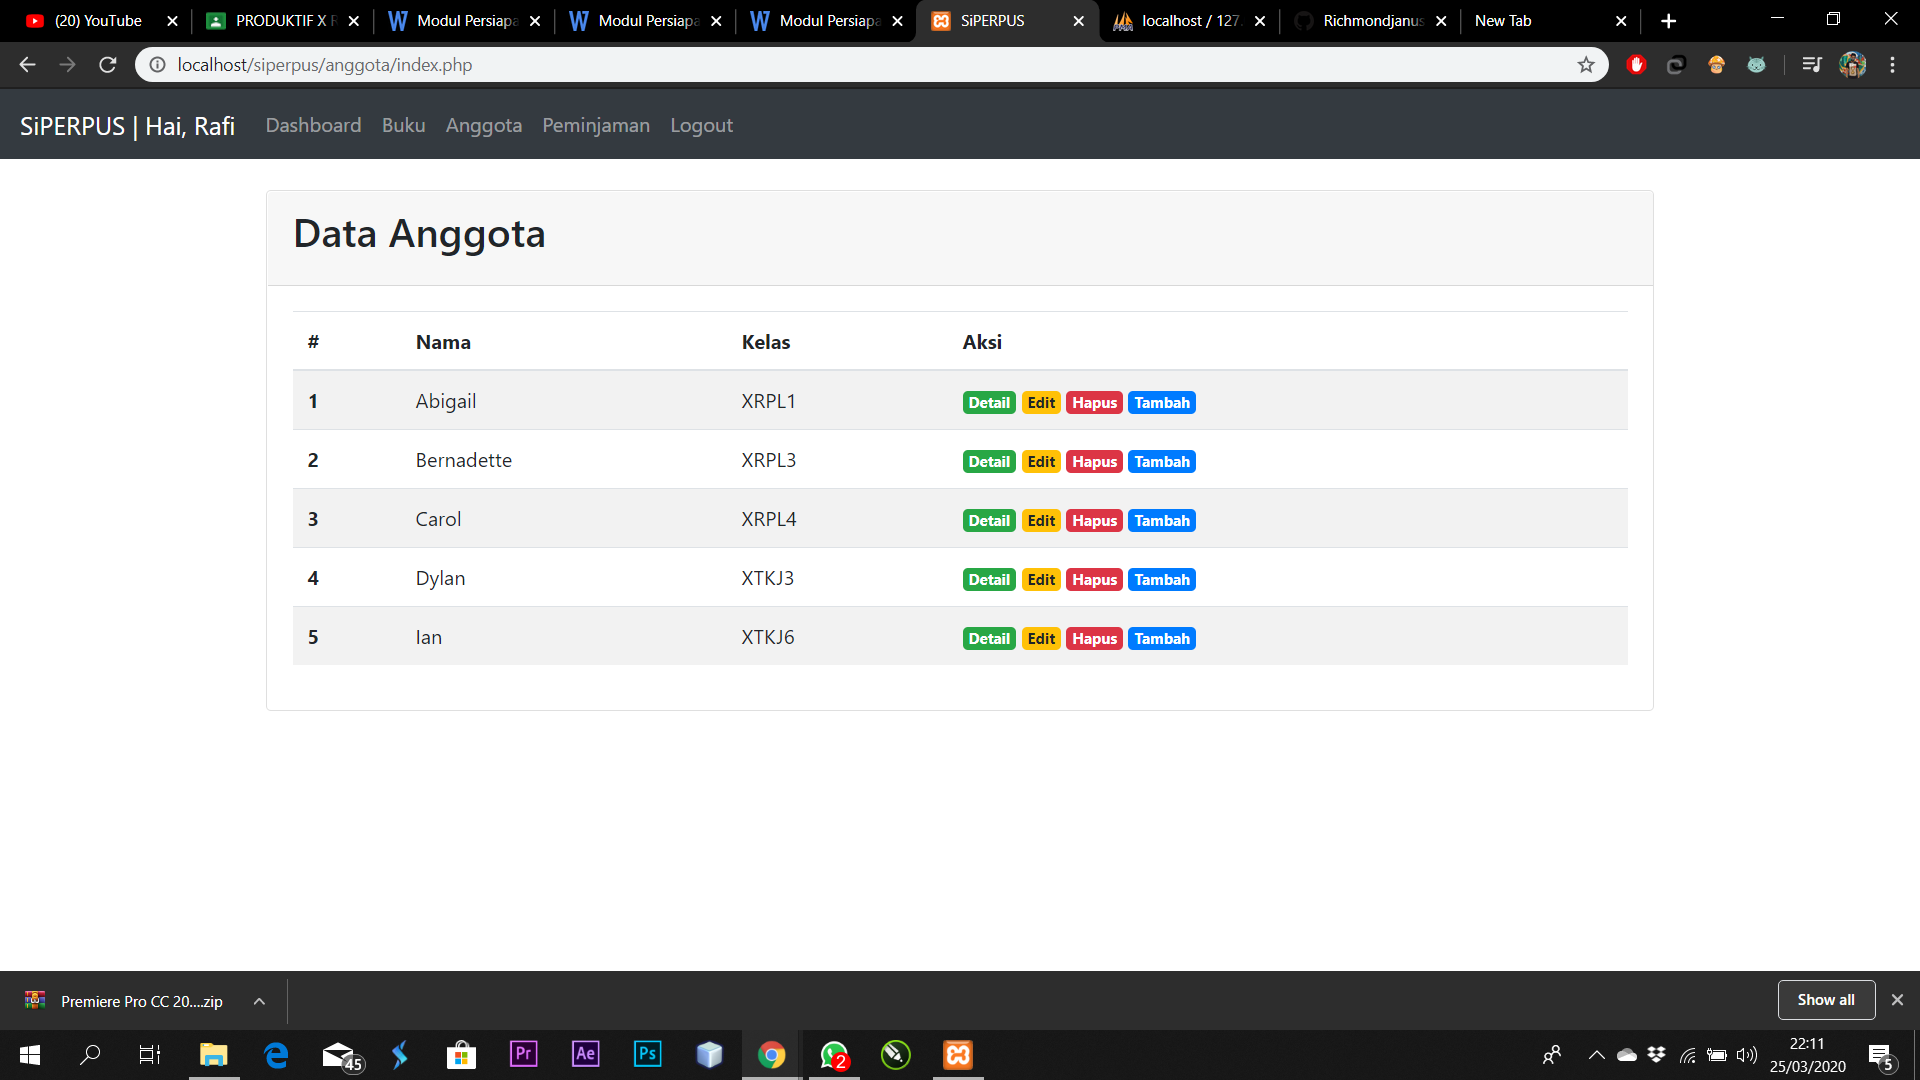 (20) YouTube
PRODUKTIF X R
Modul Persiapa
Modul Persiapa
Modul Persiapa
SiPERPUS
localhost / 127.
Richmondjanus
New Tab
localhost/siperpus/anggota/index.php
SiPERPUS | Hai, Rafi Dashboard Buku Anggota Peminjaman Logout
Data Anggota
# Nama Kelas Aksi
1 Abigail XRPL1 Detail Edit Hapus Tambah
2 Bernadette XRPL3 Detail Edit Hapus Tambah
3 Carol XRPL4 Detail Edit Hapus Tambah
4 Dylan XTKJ3 Detail Edit Hapus Tambah
5 Ian XTKJ6 Detail Edit Hapus Tambah
Premiere Pro CC 20....zip
Show all
45
Pr
Ae
Ps
2
22:11
25/03/2020
5